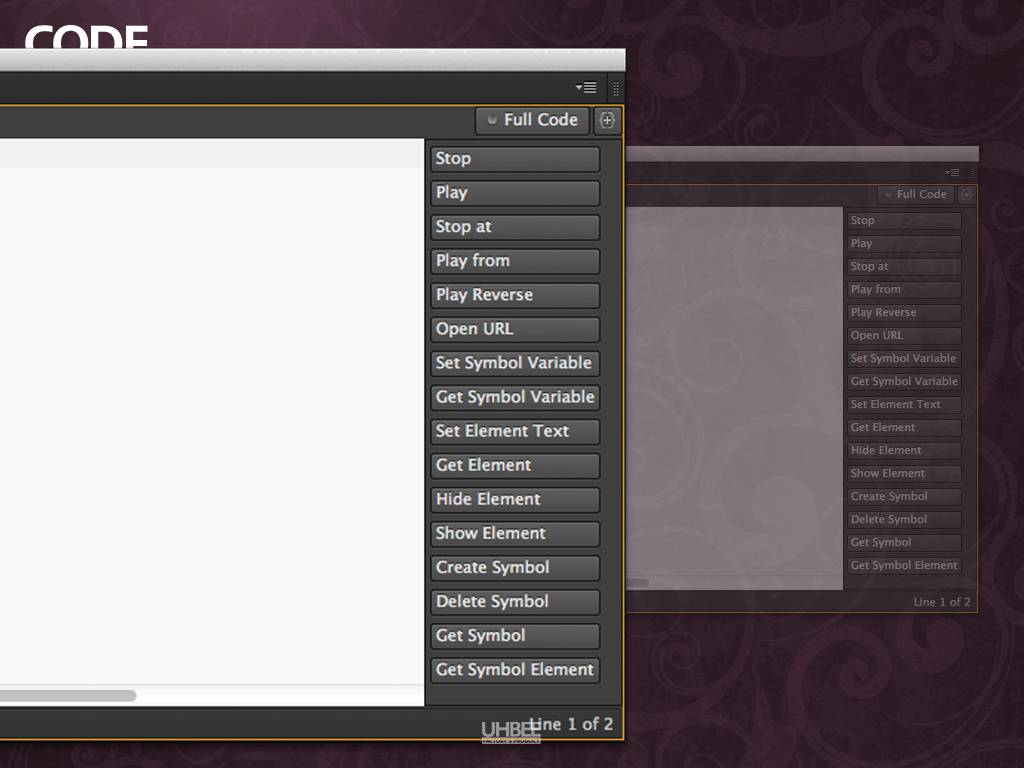 CODE
Full Code
Stop
Play
Stop at
Play from
Play Reverse
Open URL
Set Symbol Variable
Get Symbol Variable
Set Element Text
Get Element
Hide Element
Show Element
Create Symbol
Delete Symbol
Get Symbol
Get Symbol Element
Line 1 of 2
UHBEE
FACTORY'S PRODUCT
Full Code
Stop
Play
Stop at
Play from
Play Reverse
Open URL
Set Symbol Variable
Get Symbol Variable
Set Element Text
Get Element
Hide Element
Show Element
Create Symbol
Delete Symbol
Get Symbol
Get Symbol Element
Line 1 of 2